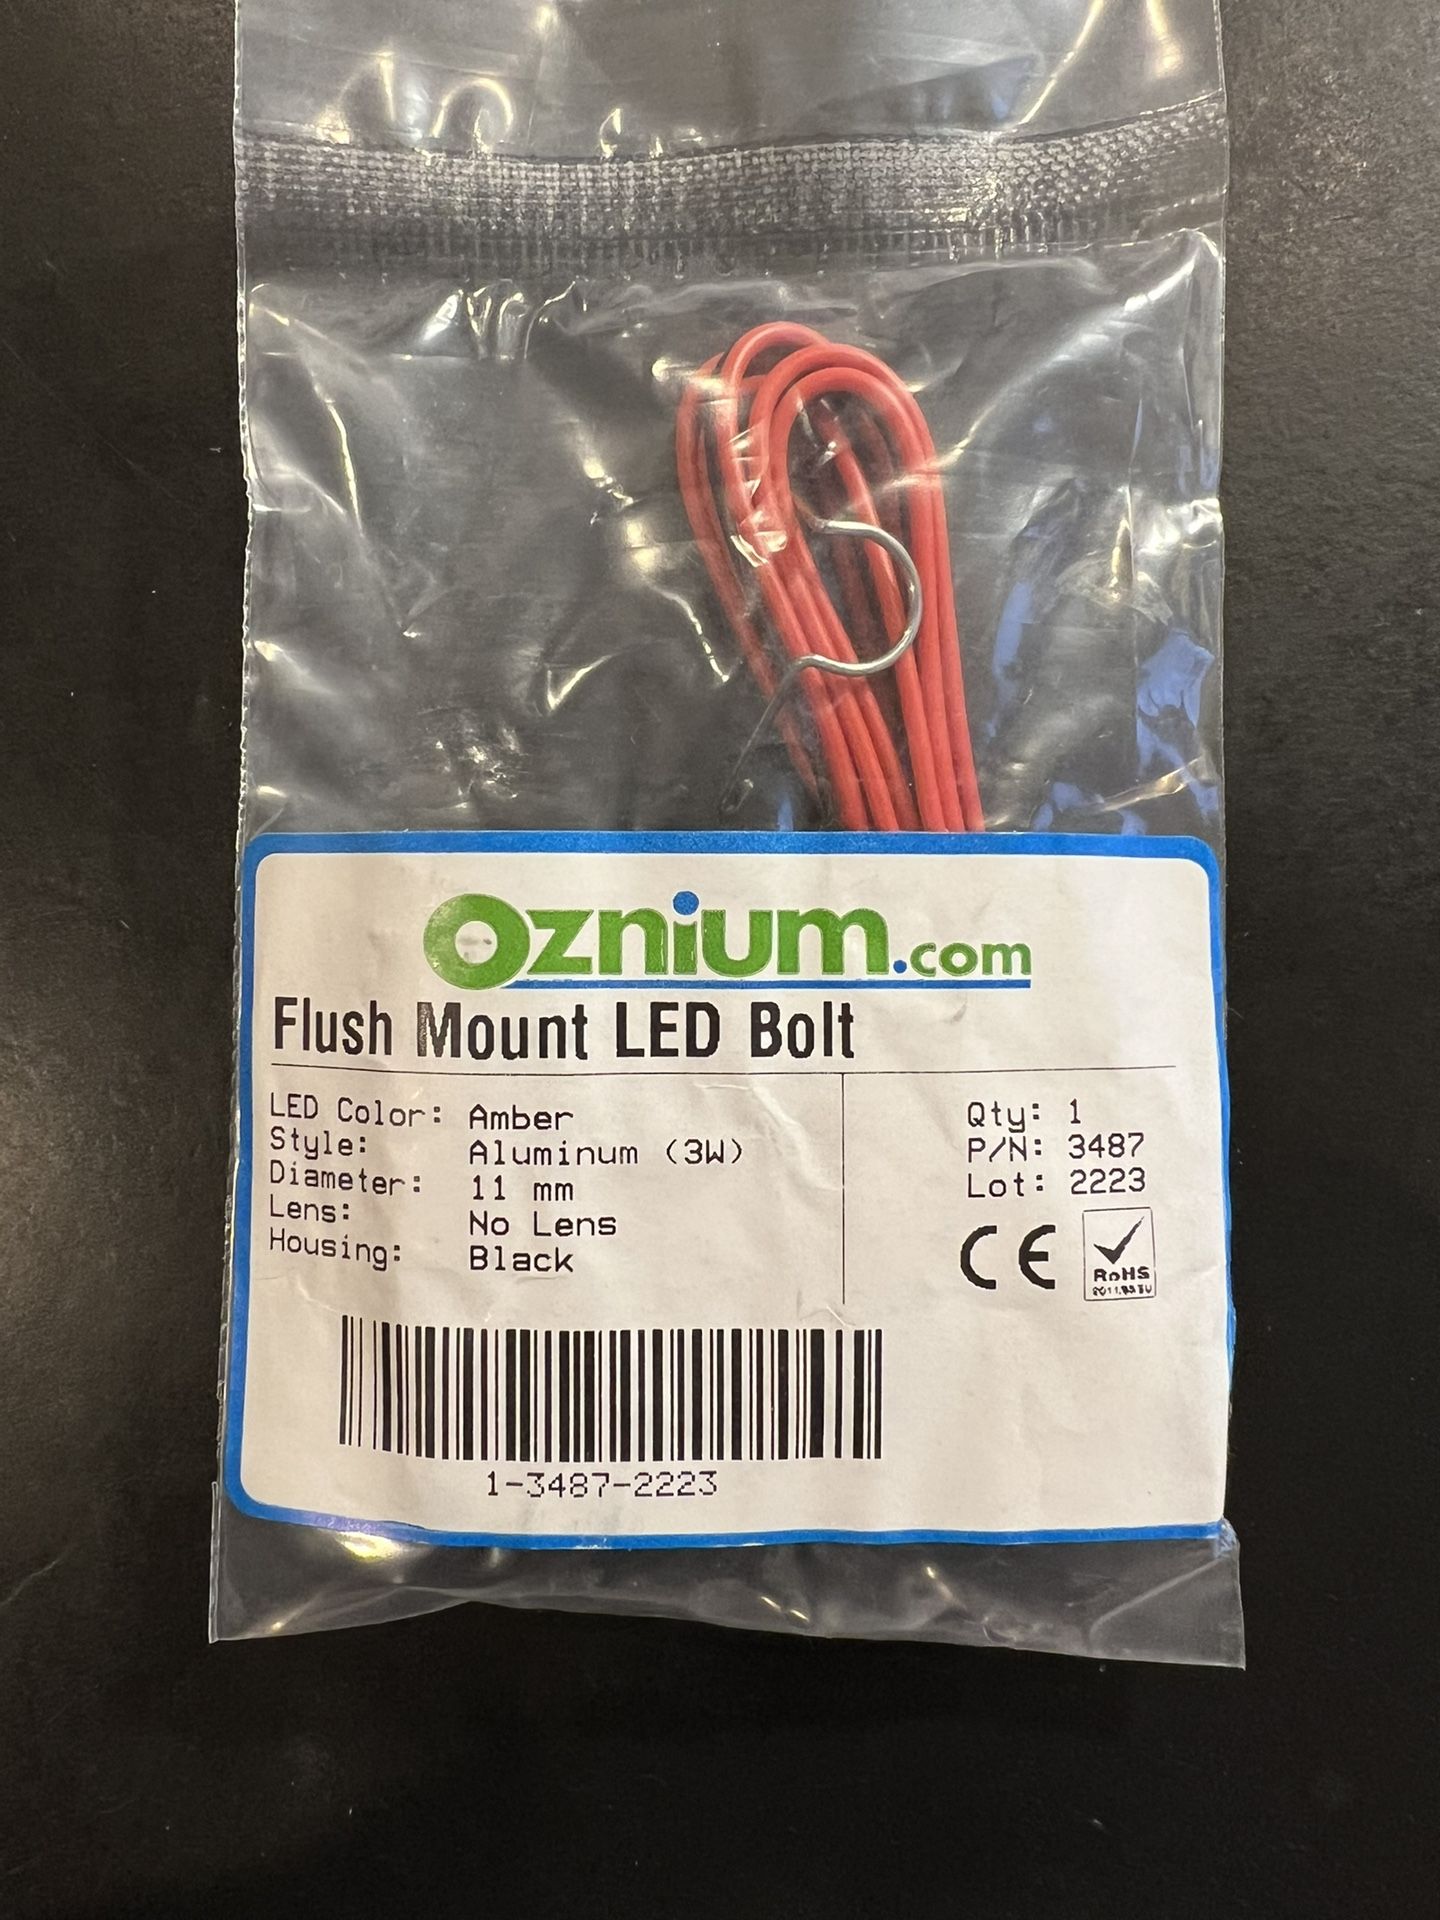 Oznium.com
Flush Mount LED Bolt
LED Color: Amber
Style: Aluminum (3W)
Diameter: 11 mm
Lens: No Lens
Housing: Black
Qty: 1
P/N: 3487
Lot: 2223
CE
RoHS
1-3487-2223